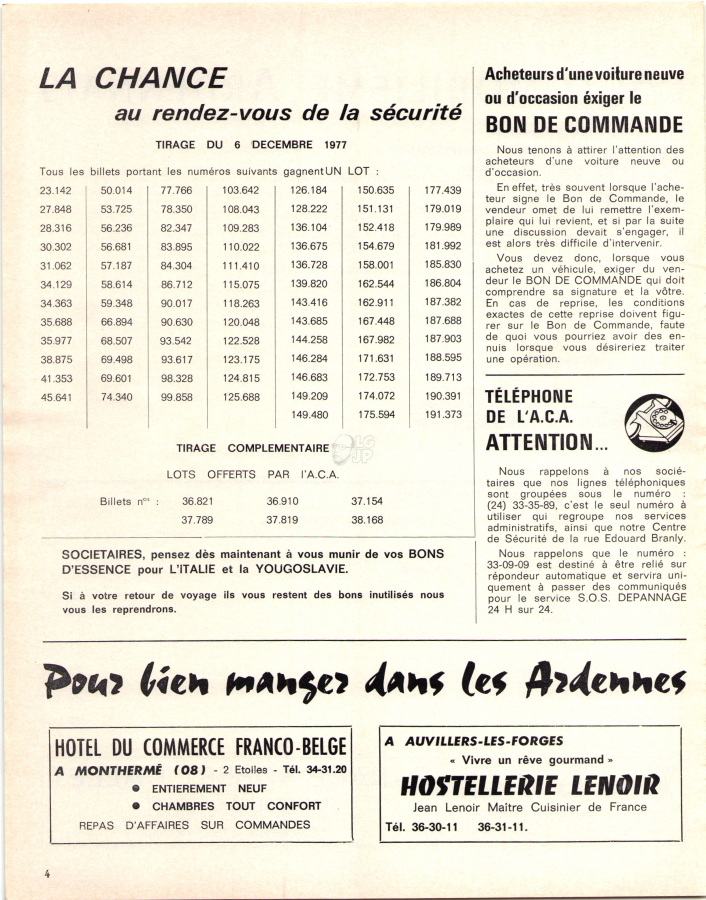 LA CHANCE
au rendez-vous de la sécurité
TIRAGE DU 6 DECEMBRE 1977
Tous les billets portant les numéros suivants gagnent UN LOT :
23.142 50.014 77.766 103.642 126.184 150.635 177.439
27.848 53.725 78.350 108.043 128.222 151.131 179.019
28.316 56.236 82.347 109.283 136.104 152.418 179.989
30.302 56.681 83.895 110.022 136.675 154.679 181.992
31.062 57.187 84.304 111.410 136.728 158.001 185.830
34.129 58.614 86.712 115.075 139.820 162.544 186.804
34.363 59.348 90.017 118.263 143.416 162.911 187.382
35.688 66.894 90.630 120.048 143.685 167.448 187.688
35.977 68.507 93.542 122.528 144.258 167.982 187.903
38.875 69.498 93.617 123.175 146.284 171.631 188.595
41.353 69.601 98.328 124.815 146.683 172.753 189.713
45.641 74.340 99.858 125.688 149.209 174.072 190.391
149.480 175.594 191.373
TIRAGE COMPLEMENTAIRE
LOTS OFFERTS PAR l'A.C.A.
Billets nos : 36.821 36.910 37.154
37.789 37.819 38.168
SOCIETAIRES, pensez dès maintenant à vous munir de vos BONS
D'ESSENCE pour L'ITALIE et la YOUGOSLAVIE.
Si à votre retour de voyage ils vous restent des bons inutilisés nous
vous les reprendrons.
Acheteurs d'une voiture neuve
ou d'occasion éxiger le
BON DE COMMANDE
Nous tenons à attirer l'attention des
acheteurs d'une voiture neuve ou
d'occasion.
En effet, très souvent lorsque l'ache-
teur signe le Bon de Commande, le
vendeur omet de lui remettre l'exem-
plaire qui lui revient, et si par la suite
une discussion devait s'engager, il
est alors très difficile d'intervenir.
Vous devez donc, lorsque vous
achetez un véhicule, exiger du ven-
deur le BON DE COMMANDE qui doit
comprendre sa signature et la vôtre.
En cas de reprise, les conditions
exactes de cette reprise doivent figu-
rer sur le Bon de Commande, faute
de quoi vous pourriez avoir des en-
nuis lorsque vous désireriez traiter
une opération.
TÉLÉPHONE
DE L'A.C.A.
ATTENTION...
Nous rappelons à nos socié-
taires que nos lignes téléphoniques
sont groupées sous le numéro :
(24) 33-35-89, c'est le seul numéro à
utiliser qui regroupe nos services
administratifs, ainsi que notre Centre
de Sécurité de la rue Edouard Branly.
Nous rappelons que le numéro :
33-09-09 est destiné à être relié sur
répondeur automatique et servira uni-
quement à passer des communiqués
pour le service S.O.S. DEPANNAGE
24 H sur 24.
Pour bien manger dans les Ardennes
HOTEL DU COMMERCE FRANCO-BELGE
A MONTHERMÉ (08) - 2 Etoiles - Tél. 34-31.20
● ENTIEREMENT NEUF
● CHAMBRES TOUT CONFORT
REPAS D'AFFAIRES SUR COMMANDES
A AUVILLERS-LES-FORGES
« Vivre un rêve gourmand »
HOSTELLERIE LENOIR
Jean Lenoir Maître Cuisinier de France
Tél. 36-30-11 36-31-11.
4
LG
JP